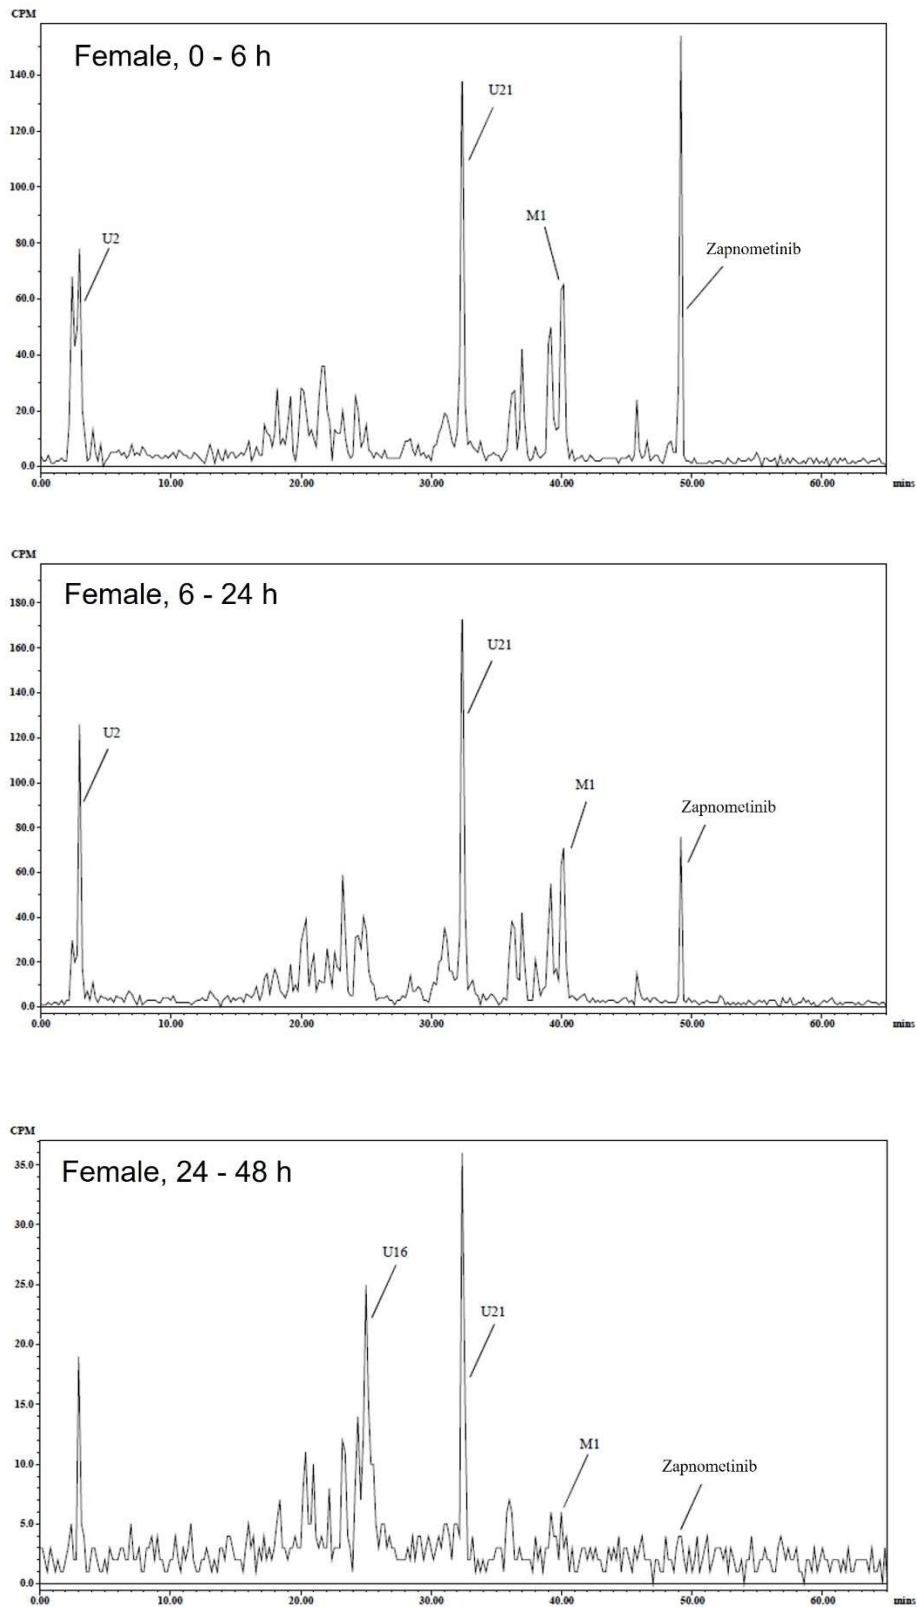 CPM
Female, 0 - 6 h
140.0
U21
120.0
100.0
M1
80.0
U2
Zapnometinib
60.0
40.0
20.0
0.0
0.00 10.00 20.00 30.00 40.00 50.00 60.00 mins
CPM
Female, 6 - 24 h
180.0
160.0
U21
140.0
120.0
U2
100.0
M1
80.0
Zapnometinib
60.0
40.0
20.0
0.0
0.00 10.00 20.00 30.00 40.00 50.00 60.00 mins
CPM
Female, 24 - 48 h
35.0
30.0
U16
25.0
U21
20.0
15.0
M1
10.0
Zapnometinib
5.0
0.0
0.00 10.00 20.00 30.00 40.00 50.00 60.00 mins